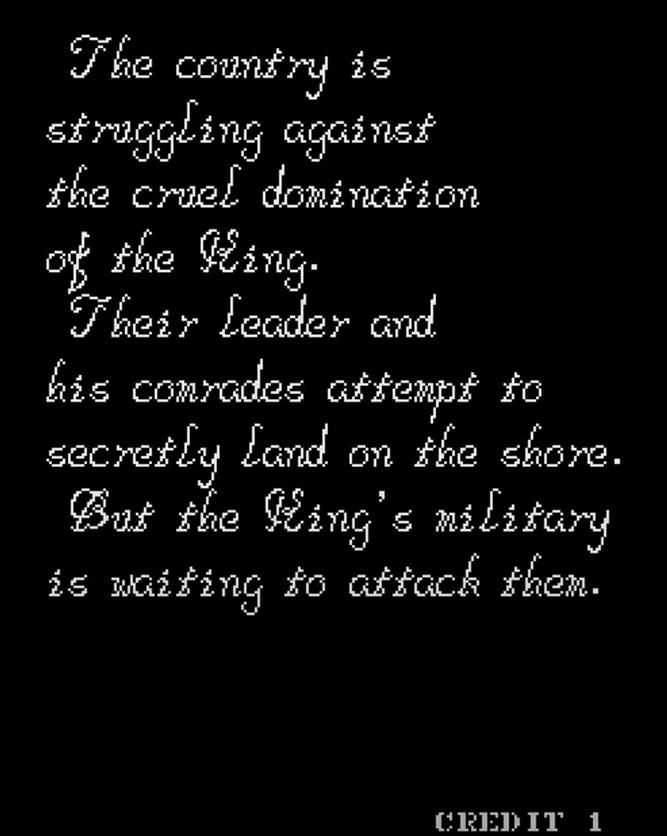 The country is
struggling against
the cruel domination
of the King.
Their leader and
his comrades attempt to
secretly land on the shore.
But the King's military
is waiting to attack them.
CREDIT 1